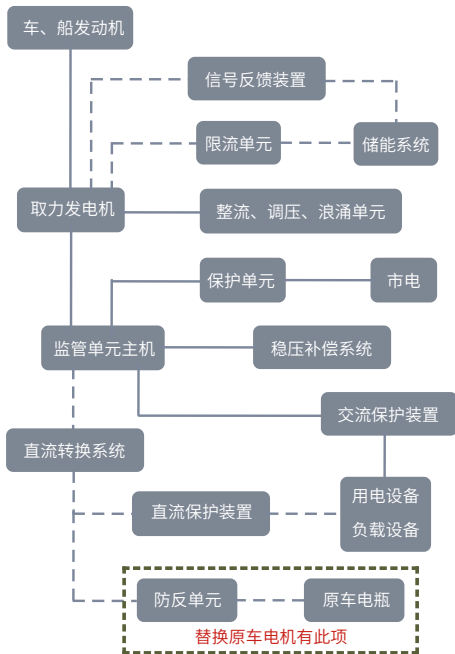 车、船发动机
信号反馈装置
限流单元
储能系统
取力发电机
整流、调压、浪涌单元
保护单元
市电
监管单元主机
稳压补偿系统
交流保护装置
直流转换系统
用电设备
负载设备
直流保护装置
防反单元
原车电瓶
替换原车电机有此项